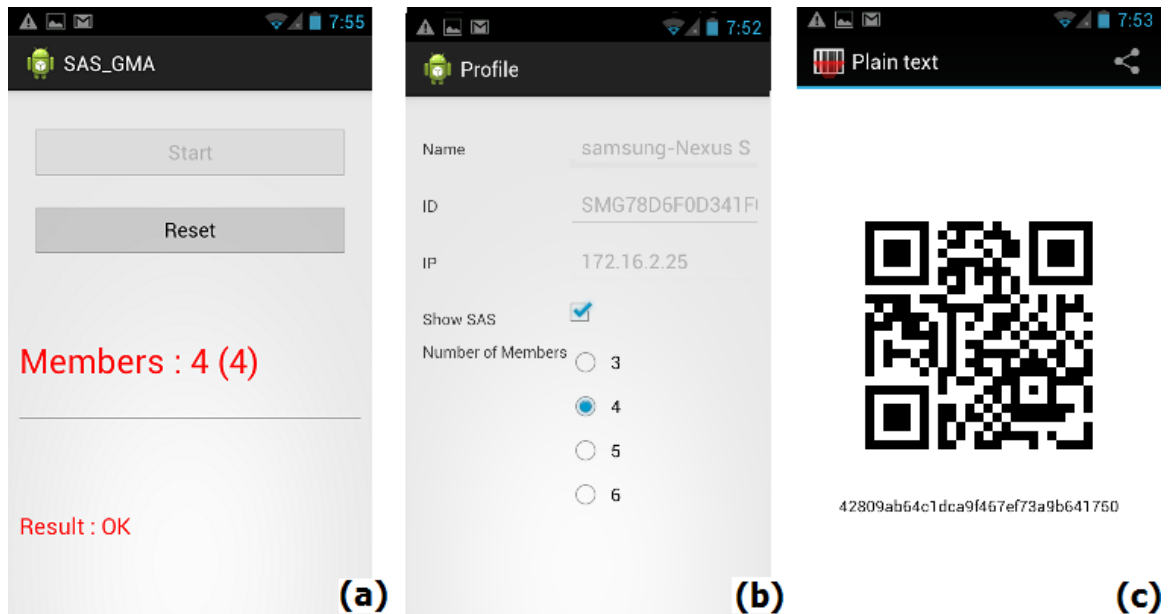 7:55
SAS_GMA
Start
Reset
Members : 4 (4)
Result : OK
(a)
7:52
Profile
Name samsung-Nexus S
ID SMG78D6F0D341F
IP 172.16.2.25
Show SAS
Number of Members
3
4
5
6
(b)
7:53
Plain text
42809ab64c1dca9f467ef73a9b641750
(c)